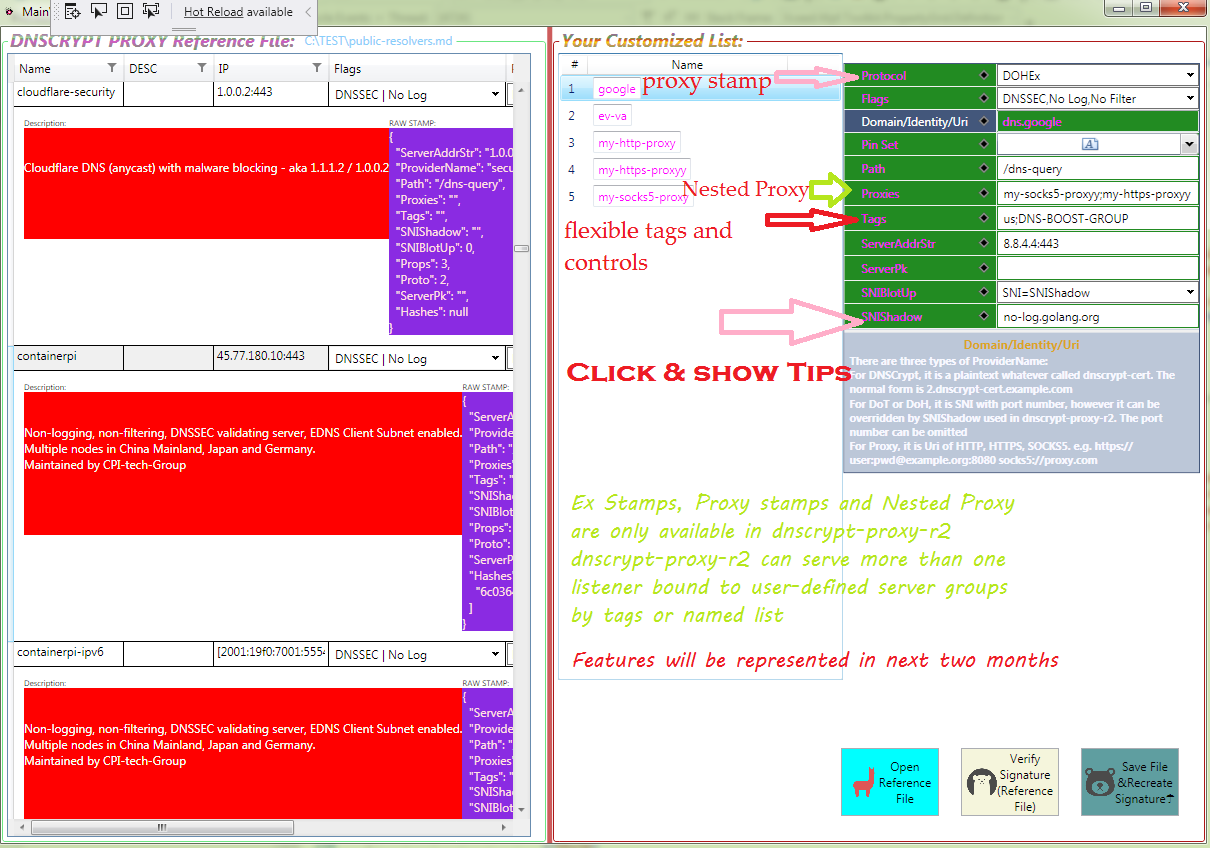 Main
Hot Reload available
DNSCRYPT PROXY Reference File: C:\TEST\public-resolvers.md
Name DESC IP Flags
cloudflare-security 1.0.0.2:443 DNSSEC | No Log
Description:
RAW STAMP:
Cloudflare DNS (anycast) with malware blocking - aka 1.1.1.2 / 1.0.0.2
{
"ServerAddrStr": "1.0.0
"ProviderName": "secu
"Path": "/dns-query",
"Proxies": "",
"Tags": "",
"SNIShadow": "",
"SNIBlotUp": 0,
"Props": 3,
"Proto": 2,
"ServerPk": "",
"Hashes": null
}
containerpi 45.77.180.10:443 DNSSEC | No Log
Description:
RAW STAMP:
Non-logging, non-filtering, DNSSEC validating server, EDNS Client Subnet enabled.
Multiple nodes in China Mainland, Japan and Germany.
Maintained by CPI-tech-Group
{
"ServerA
"Provide
"Path": "
"Proxies"
"Tags": "
"SNISha
"SNIBlo
"Props":
"Proto":
"ServerP
"Hashes"
"6c0364
]
}
containerpi-ipv6 [2001:19f0:7001:5554 DNSSEC | No Log
Description:
RAW STAMP:
Non-logging, non-filtering, DNSSEC validating server, EDNS Client Subnet enabled.
Multiple nodes in China Mainland, Japan and Germany.
Maintained by CPI-tech-Group
{
"ServerA
"Provide
"Path": "
"Proxies"
"Tags": "
"SNISha
"SNIBlo
Your Customized List:
# Name
1 google
2 ev-va
3 my-http-proxy
4 my-https-proxyy
5 my-socks5-proxy
proxy stamp
Nested Proxy
flexible tags and
controls
Click & show Tips
Protocol DOHEx
Flags DNSSEC,No Log,No Filter
Domain/Identity/Uri dns.google
Pin Set
Path /dns-query
Proxies my-socks5-proxyy;my-https-proxyy
Tags us;DNS-BOOST-GROUP
ServerAddrStr 8.8.4.4:443
ServerPk
SNIBlotUp SNI=SNIShadow
SNIShadow no-log.golang.org
Domain/Identity/Uri
There are three types of ProviderName:
For DNSCrypt, it is a plaintext whatever called dnscrypt-cert. The
normal form is 2.dnscrypt-cert.example.com
For DoT or DoH, it is SNI with port number, however it can be
overridden by SNIShadow used in dnscrypt-proxy-r2. The port
number can be omitted
For Proxy, it is Uri of HTTP, HTTPS, SOCKS5. e.g. https://
user:pwd@example.org:8080 socks5://proxy.com
Ex Stamps, Proxy stamps and Nested Proxy
are only available in dnscrypt-proxy-r2
dnscrypt-proxy-r2 can serve more than one
listener bound to user-defined server groups
by tags or named list
Features will be represented in next two months
Open
Reference
File
Verify
Signature
(Reference
File)
Save File
&Recreate
Signature